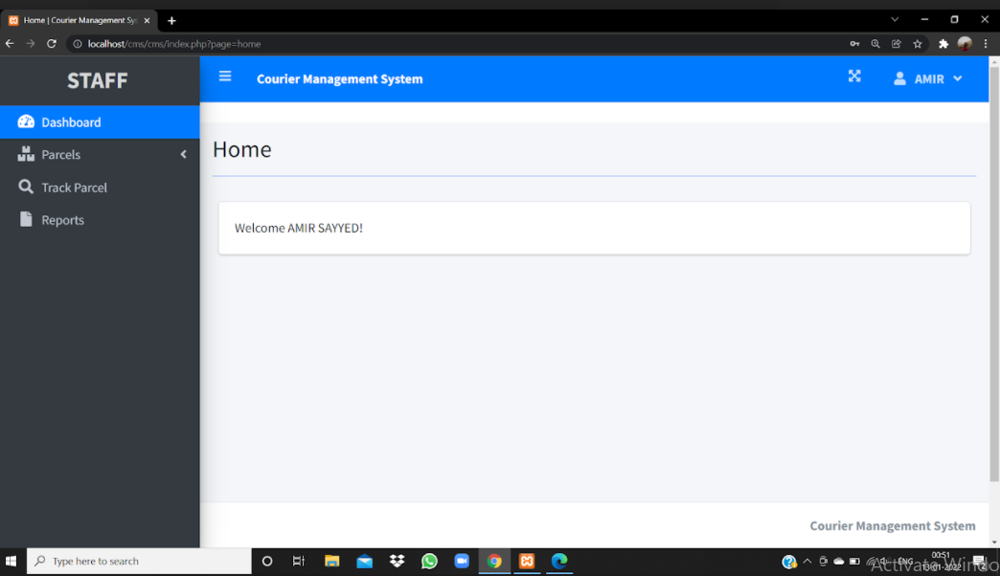 Home | Courier Management Sys
localhost/cms/cms/index.php?page=home
STAFF
Courier Management System
AMIR
Dashboard
Parcels
Track Parcel
Reports
Home
Welcome AMIR SAYYED!
Courier Management System
Type here to search
ENG
00:51
13-01-2022
Activate Windo